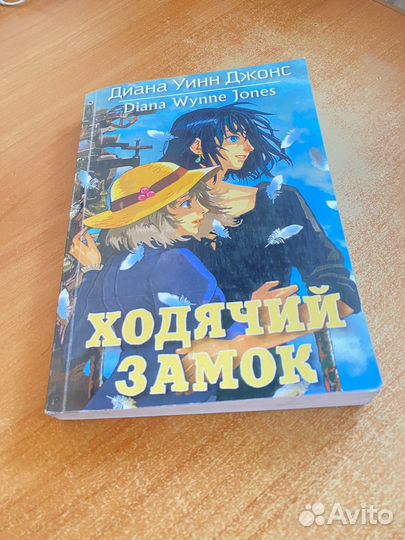 Диана Уинн Джонс
Diana Wynne Jones
ХОДЯЧИЙ
ЗАМОК
Avito